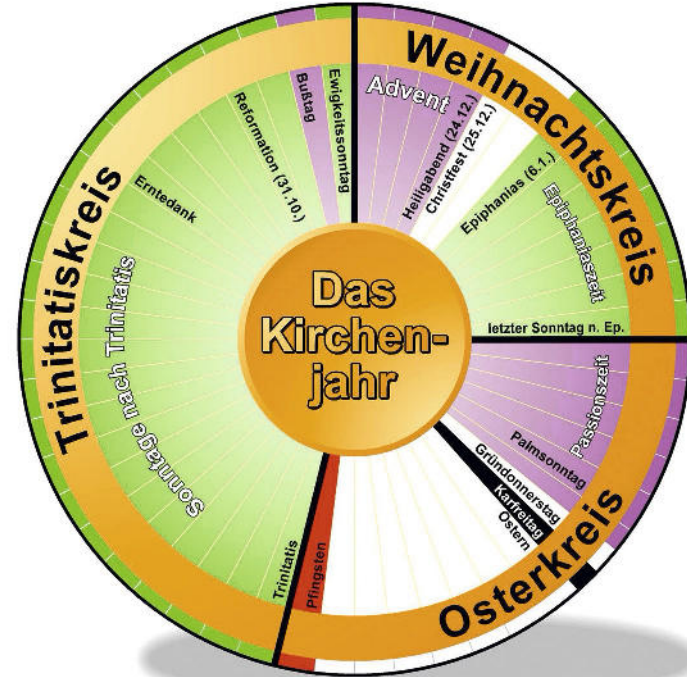 Das
Kirchen-
jahr
Weihnachtskreis
Advent
Heiligabend (24.12.)
Christfest (25.12.)
Epiphanias (6.1.)
Epiphaniaszeit
letzter Sonntag n. Ep.
Osterkreis
Passionszeit
Palmsonntag
Gründonnerstag
Karfreitag
Ostern
Pfingsten
Trinitatiskreis
Trinitatis
Sonntage nach Trinitatis
Erntedank
Reformation (31.10.)
Bußtag
Ewigkeitssonntag